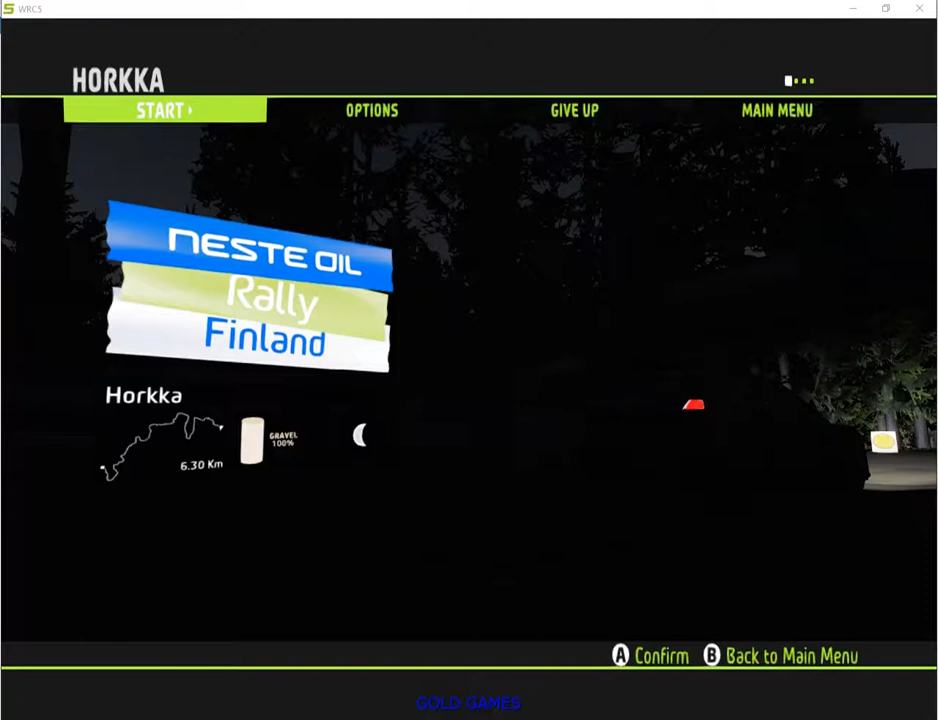 WRC5
HORKKA
START
OPTIONS
GIVE UP
MAIN MENU
NESTE OIL
Rally
Finland
Horkka
6.30 Km
GRAVEL
100%
A Confirm B Back to Main Menu
GOLD GAMES